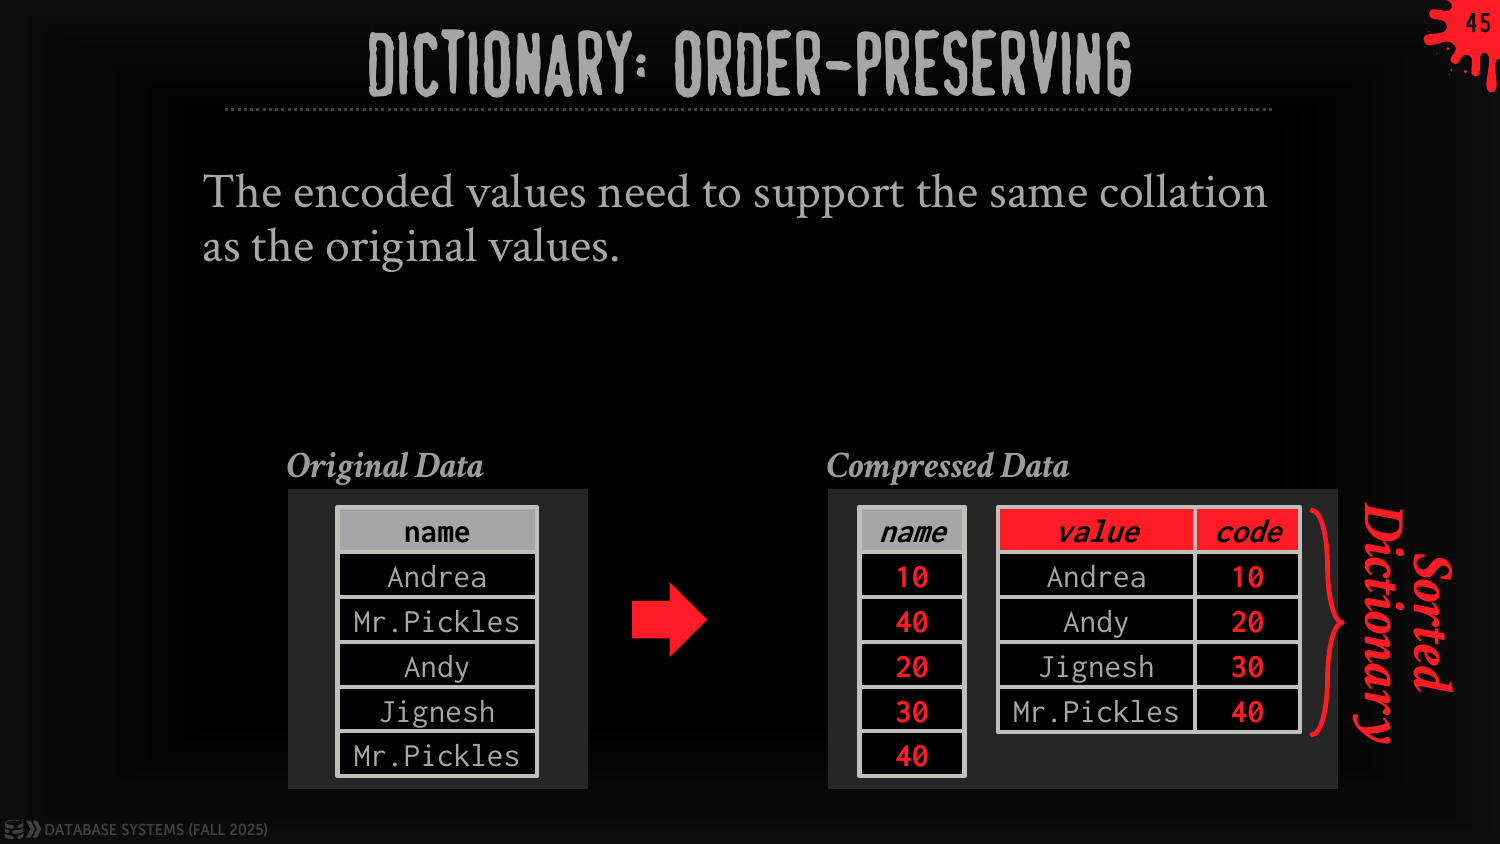 45
DICTIONARY: ORDER-PRESERVING
The encoded values need to support the same collation
as the original values.
Original Data
name
Andrea
Mr.Pickles
Andy
Jignesh
Mr.Pickles
Compressed Data
name
10
40
20
30
40
value code
Andrea 10
Andy 20
Jignesh 30
Mr.Pickles 40
Sorted
Dictionary
DATABASE SYSTEMS (FALL 2025)